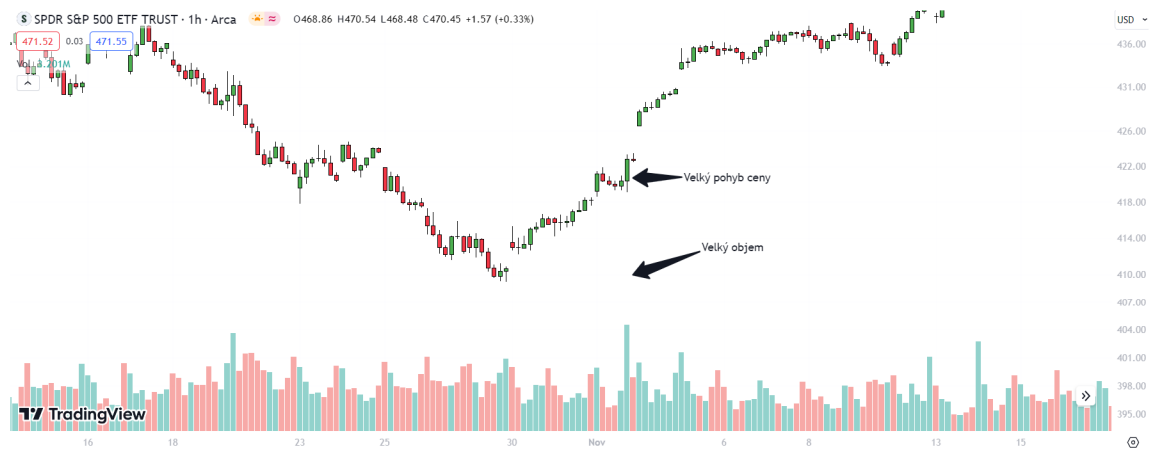 SPDR S&P 500 ETF TRUST · 1h · Arca
O468.86 H470.54 L468.48 C470.45 +1.57 (+0.33%)
USD
471.52 0.03 471.55
Vol · 3.201M
436.00
431.00
426.00
422.00
418.00
414.00
410.00
407.00
404.00
401.00
398.00
395.00
Velký pohyb ceny
Velký objem
TradingView
16 18 23 25 30 Nov 6 8 13 15